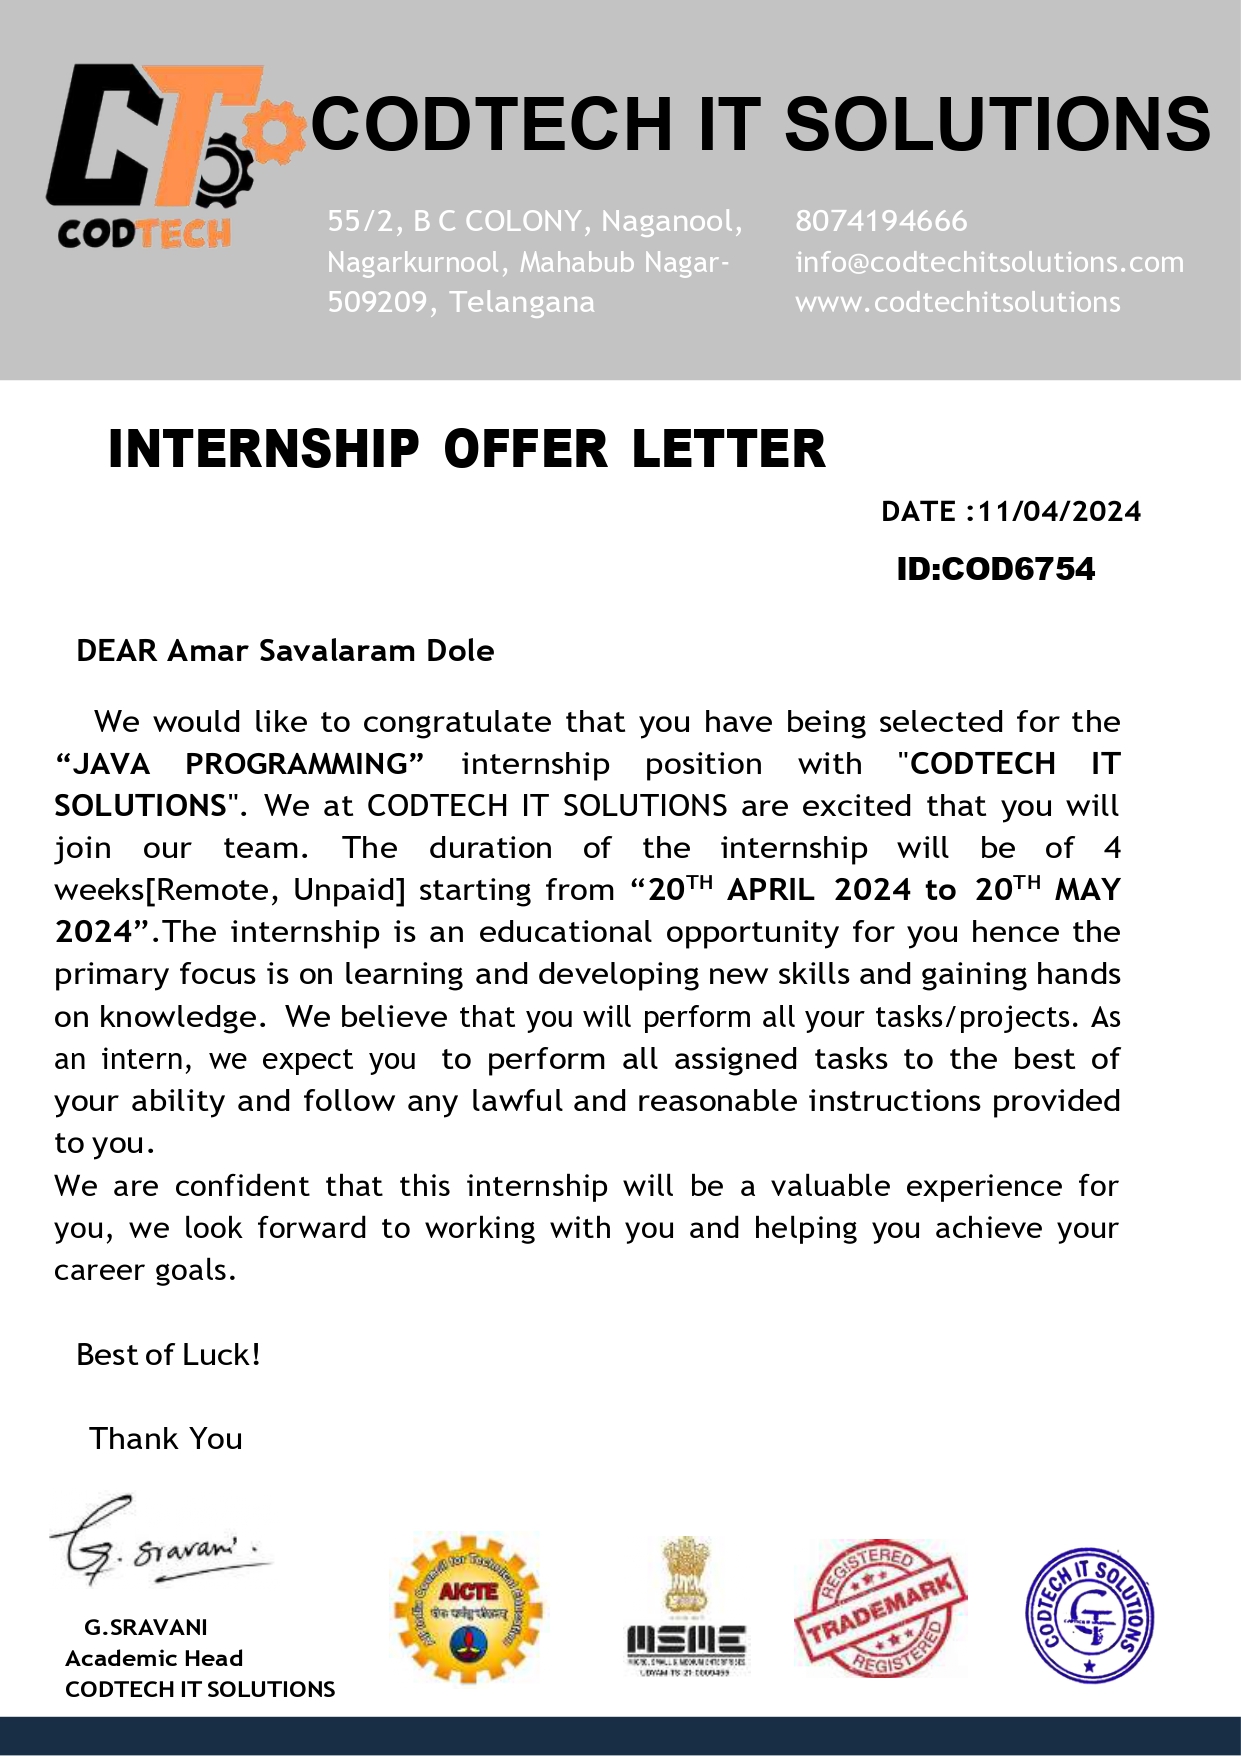 CODTECH
CODTECH IT SOLUTIONS
55/2, B C COLONY, Naganool,
Nagarkurnool, Mahabub Nagar-
509209, Telangana
8074194666
info@codtechitsolutions.com
www.codtechitsolutions
INTERNSHIP OFFER LETTER
DATE :11/04/2024
ID:COD6754
DEAR Amar Savalaram Dole
We would like to congratulate that you have being selected for the
“JAVA PROGRAMMING” internship position with "CODTECH IT
SOLUTIONS". We at CODTECH IT SOLUTIONS are excited that you will
join our team. The duration of the internship will be of 4
weeks[Remote, Unpaid] starting from “20TH APRIL 2024 to 20TH MAY
2024”.The internship is an educational opportunity for you hence the
primary focus is on learning and developing new skills and gaining hands
on knowledge. We believe that you will perform all your tasks/projects. As
an intern, we expect you to perform all assigned tasks to the best of
your ability and follow any lawful and reasonable instructions provided
to you.
We are confident that this internship will be a valuable experience for
you, we look forward to working with you and helping you achieve your
career goals.
Best of Luck!
Thank You
G. Sravani.
G.SRAVANI
Academic Head
CODTECH IT SOLUTIONS
All India Council for Technical Education
AICTE
MSME
MICRO, SMALL & MEDIUM ENTERPRISES
REGISTERED
TRADEMARK
REGISTERED
CODTECH IT SOLUTIONS